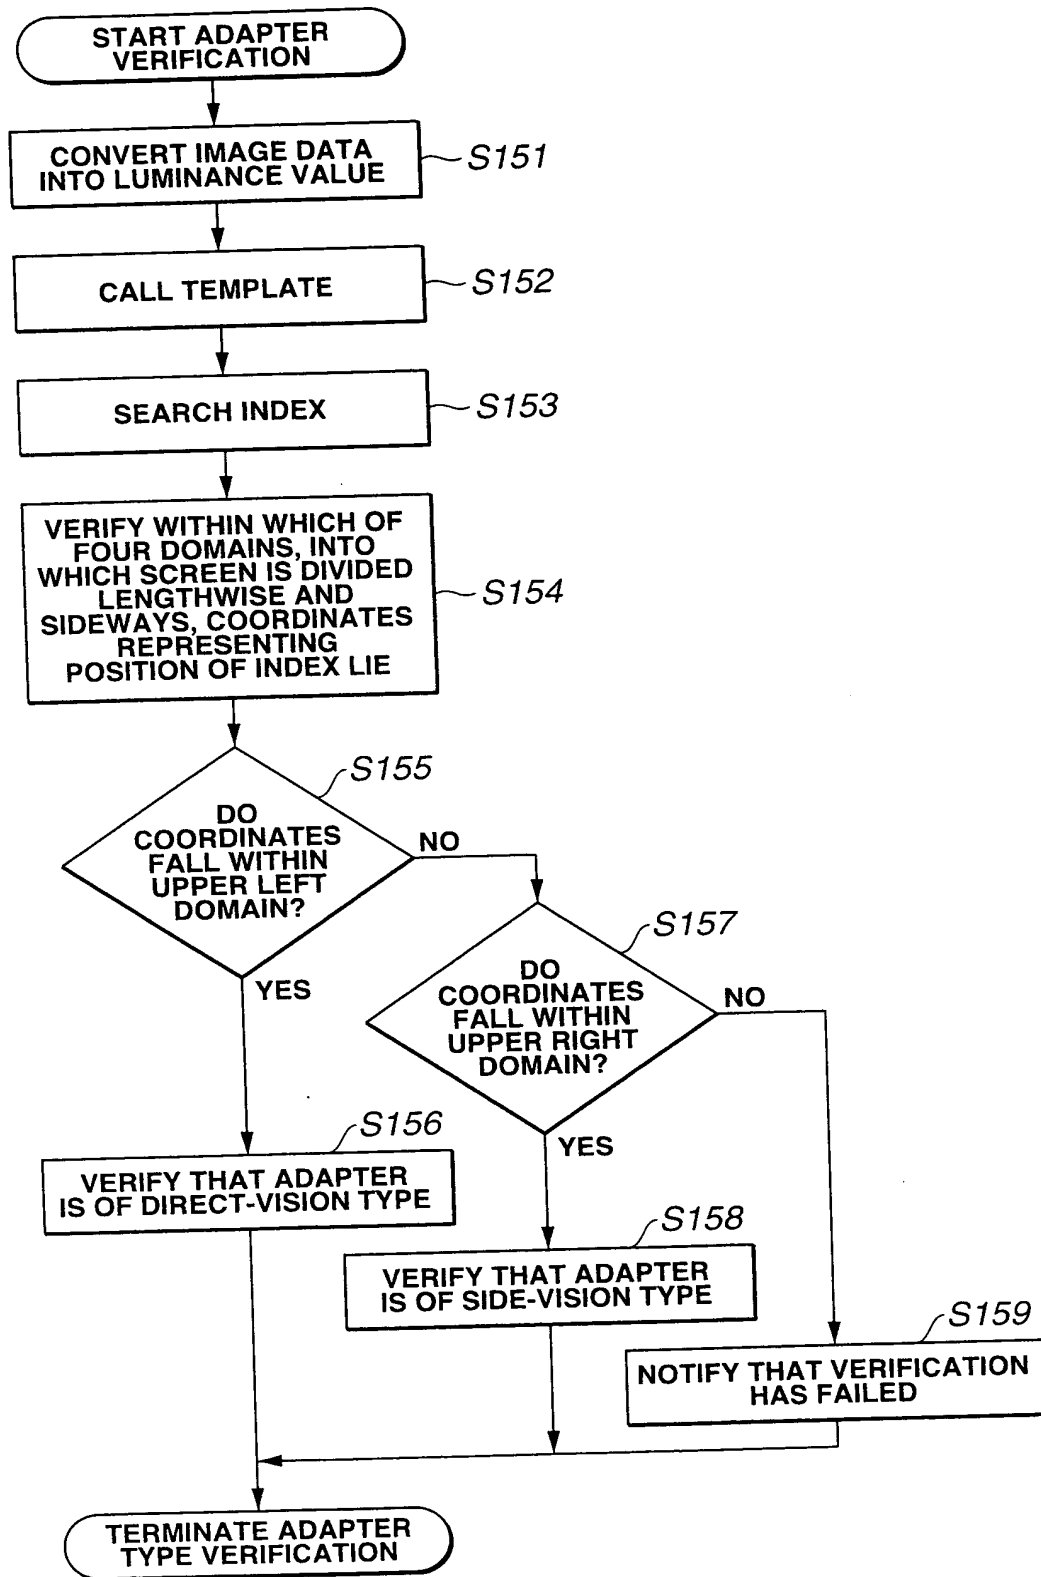 START ADAPTER
VERIFICATION
CONVERT IMAGE DATA
INTO LUMINANCE VALUE
S151
CALL TEMPLATE
S152
SEARCH INDEX
S153
VERIFY WITHIN WHICH OF
FOUR DOMAINS, INTO
WHICH SCREEN IS DIVIDED
LENGTHWISE AND
SIDEWAYS, COORDINATES
REPRESENTING
POSITION OF INDEX LIE
S154
S155
DO
COORDINATES
FALL WITHIN
UPPER LEFT
DOMAIN?
NO
YES
S157
DO
COORDINATES
FALL WITHIN
UPPER RIGHT
DOMAIN?
NO
YES
S156
VERIFY THAT ADAPTER
IS OF DIRECT-VISION TYPE
S158
VERIFY THAT ADAPTER
IS OF SIDE-VISION TYPE
S159
NOTIFY THAT VERIFICATION
HAS FAILED
TERMINATE ADAPTER
TYPE VERIFICATION